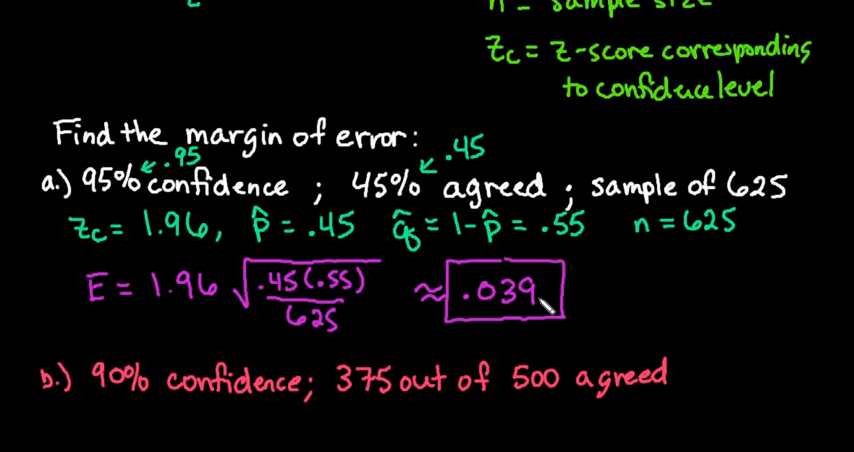 n = sample size
Zc = z-score corresponding
to confidence level
Find the margin of error:
.95 .45
a.) 95% confidence ; 45% agreed ; sample of 625
Zc = 1.96, p̂ = .45 q̂ = 1-p̂ = .55 n = 625
E = 1.96 √(.45(.55)/625) ≈ .039
b.) 90% confidence; 375 out of 500 agreed